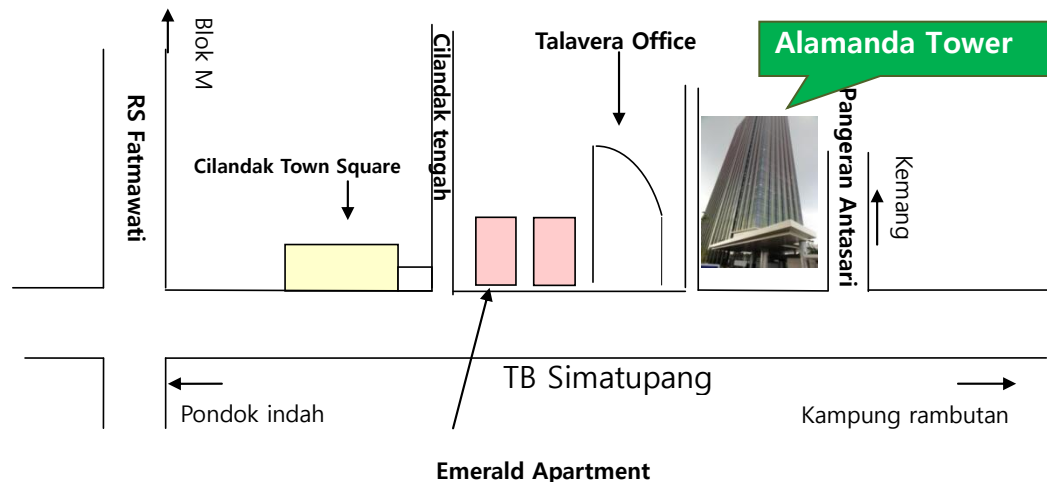 Blok M
RS Fatmawati
Cilandak Town Square
Cilandak tengah
Talavera Office
Alamanda Tower
Pangeran Antasari
Kemang
TB Simatupang
Pondok indah
Kampung rambutan
Emerald Apartment